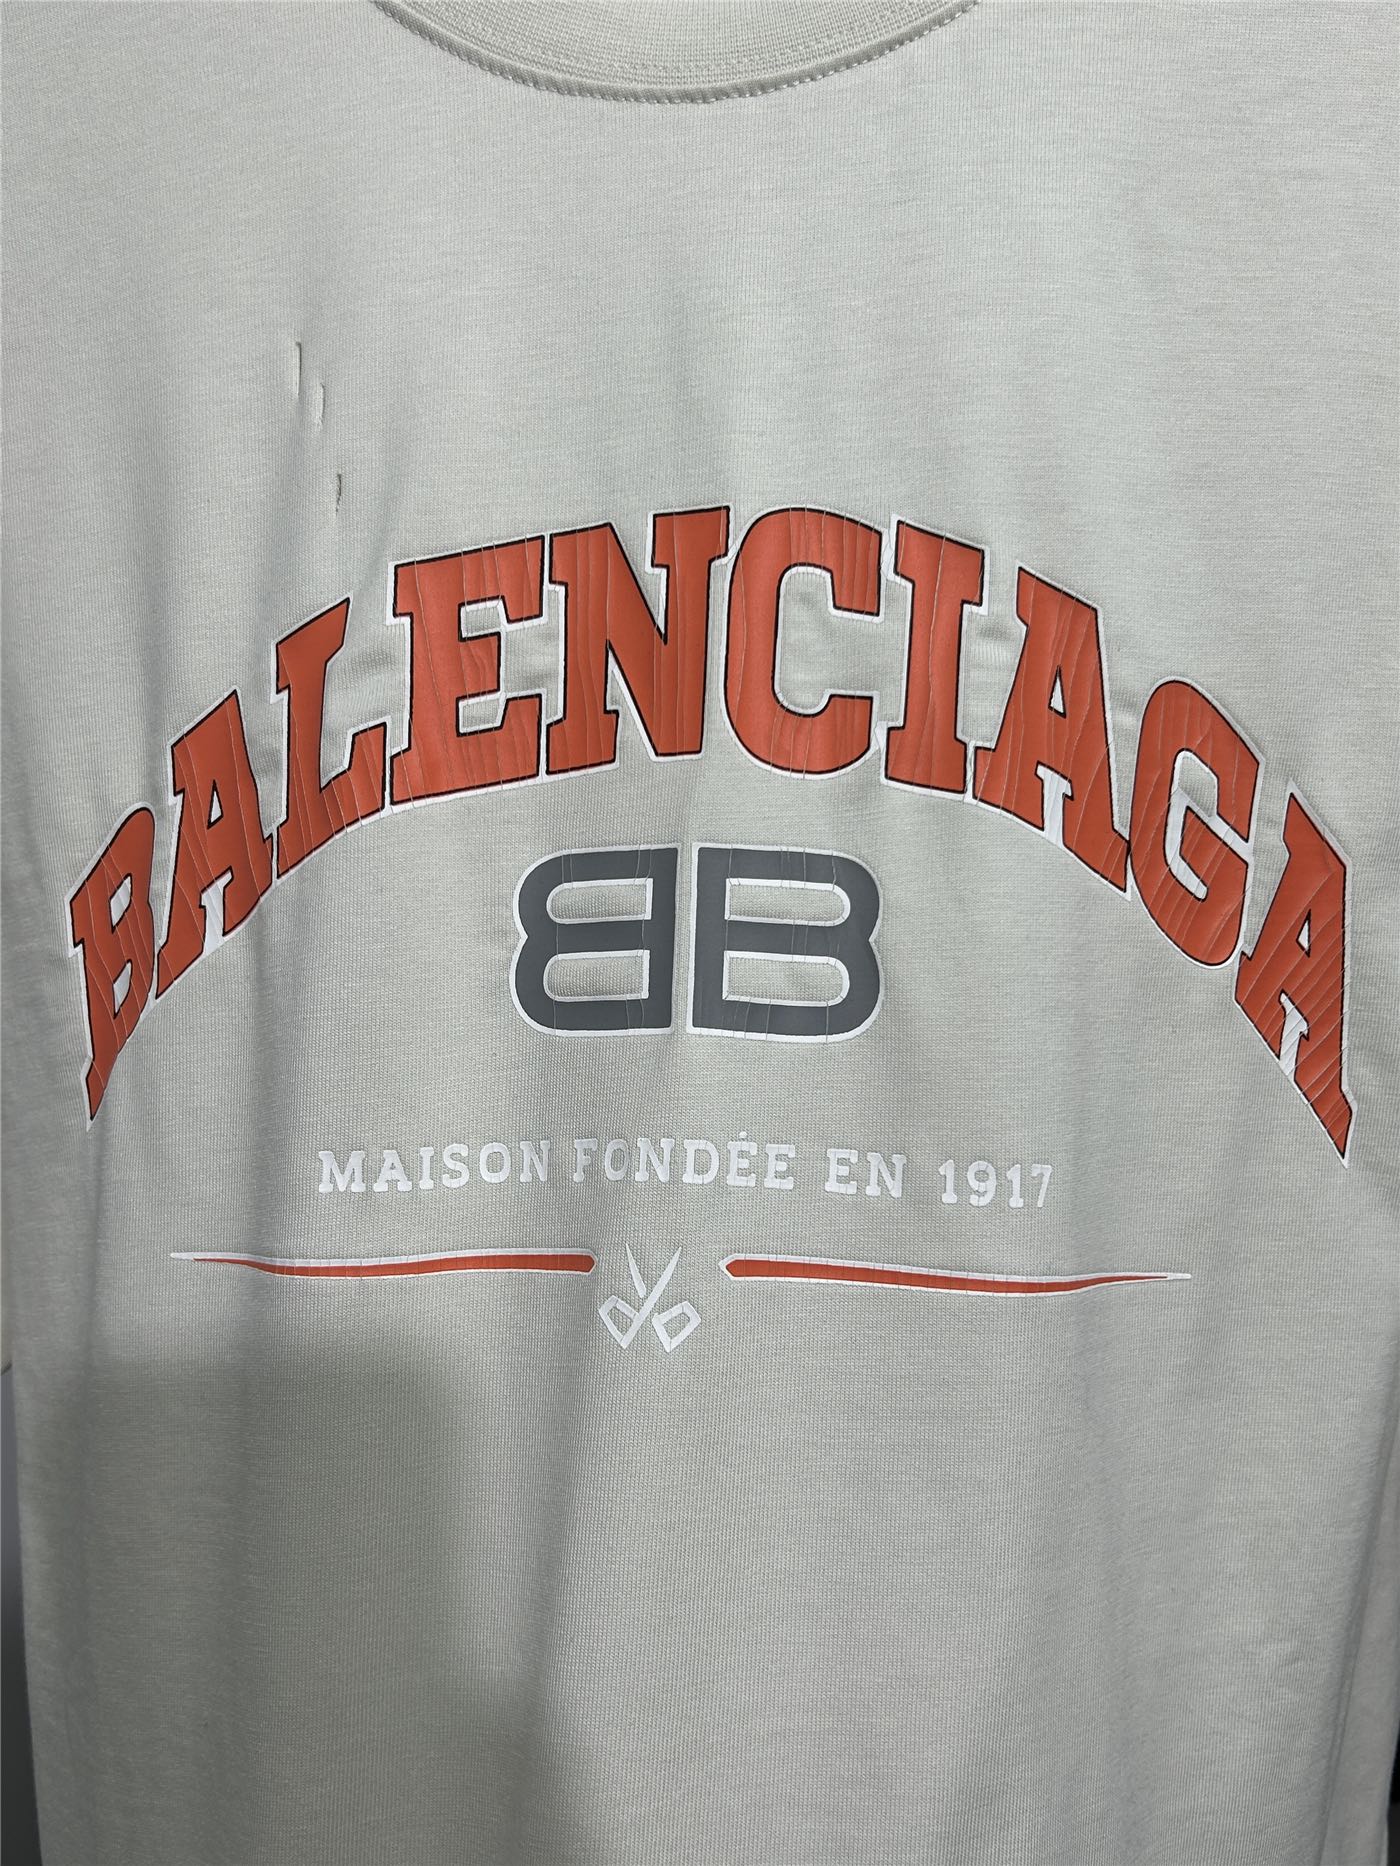 BALENCIAGA
BB
MAISON FONDÉE EN 1917